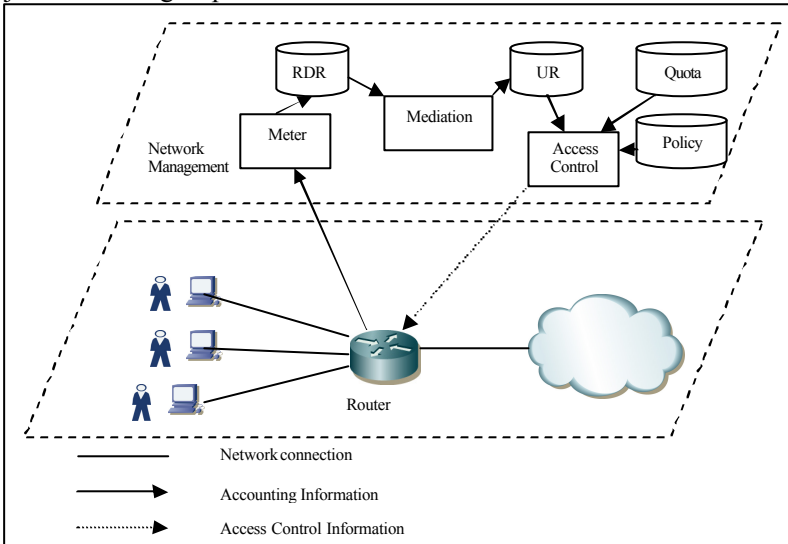 RDR
UR
Quota
Meter
Mediation
Network
Management
Access
Control
Policy
Router
Network connection
Accounting Information
Access Control Information